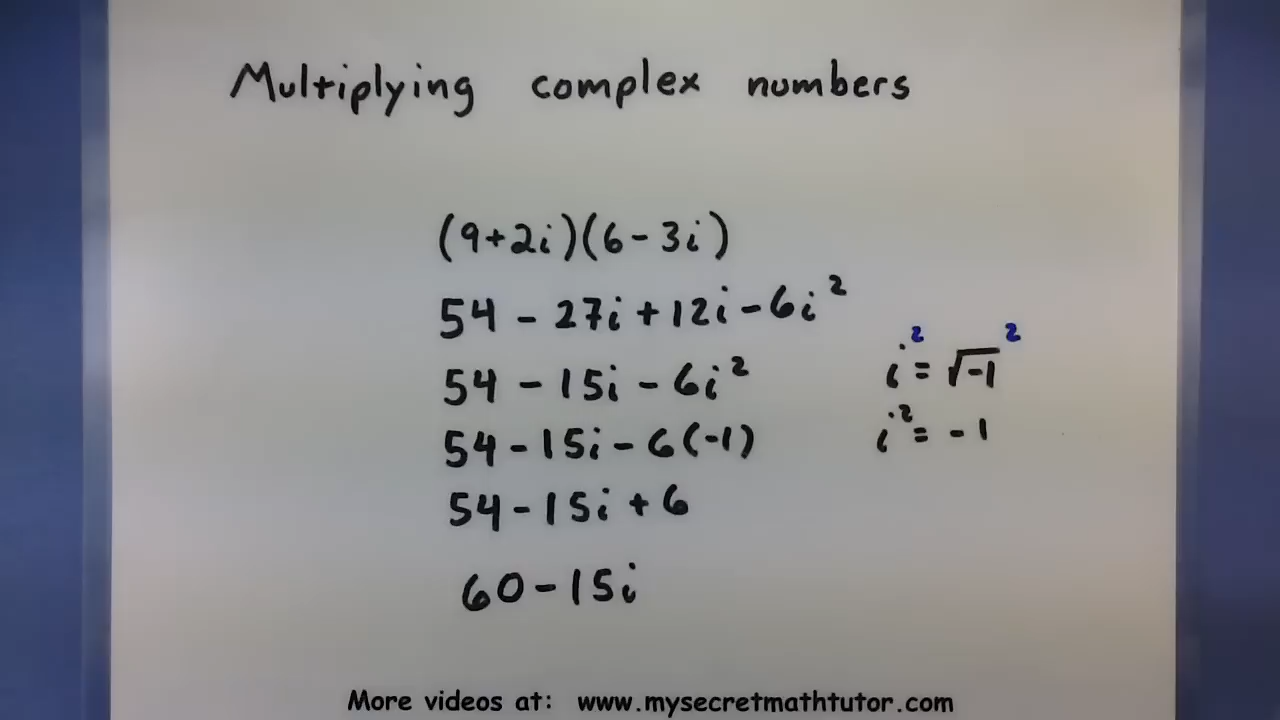 Multiplying complex numbers
(9+2i)(6-3i)
54 - 27i + 12i - 6i²
54 - 15i - 6i²
54 - 15i - 6(-1)
54 - 15i + 6
60 - 15i
i² = √-1²
i² = -1
More videos at: www.mysecretmathtutor.com